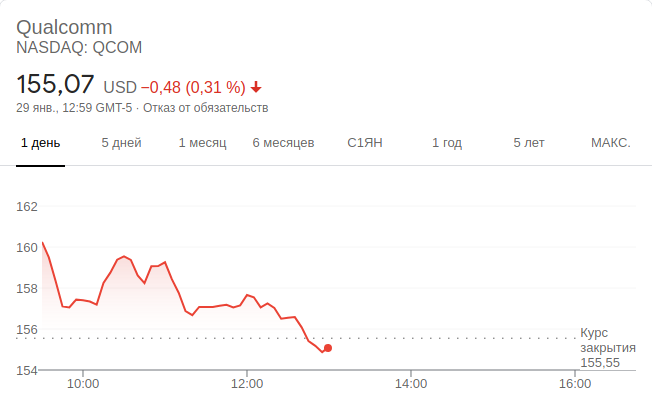 Qualcomm
NASDAQ: QCOM
155,07 USD −0,48 (0,31 %)
29 янв., 12:59 GMT-5 · Отказ от обязательств
1 день 5 дней 1 месяц 6 месяцев С1ЯН 1 год 5 лет МАКС.
162
160
158
156
Курс
закрытия
155,55
154
10:00 12:00 14:00 16:00